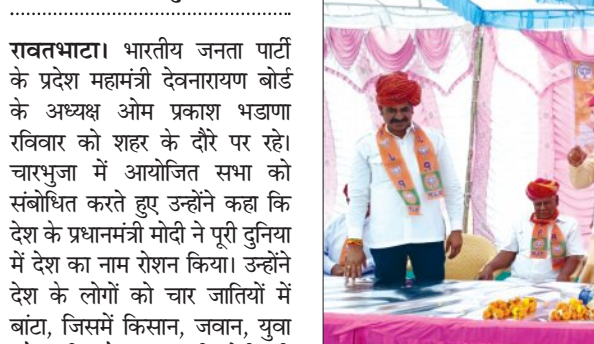 रावतभाटा। भारतीय जनता पार्टी
के प्रदेश महामंत्री देवनारायण बोर्ड
के अध्यक्ष ओम प्रकाश भडाणा
रविवार को शहर के दौरे पर रहे।
चारभुजा में आयोजित सभा को
संबोधित करते हुए उन्होंने कहा कि
देश के प्रधानमंत्री मोदी ने पूरी दुनिया
में देश का नाम रोशन किया। उन्होंने
देश के लोगों को चार जातियों में
बांटा, जिसमें किसान, जवान, युवा